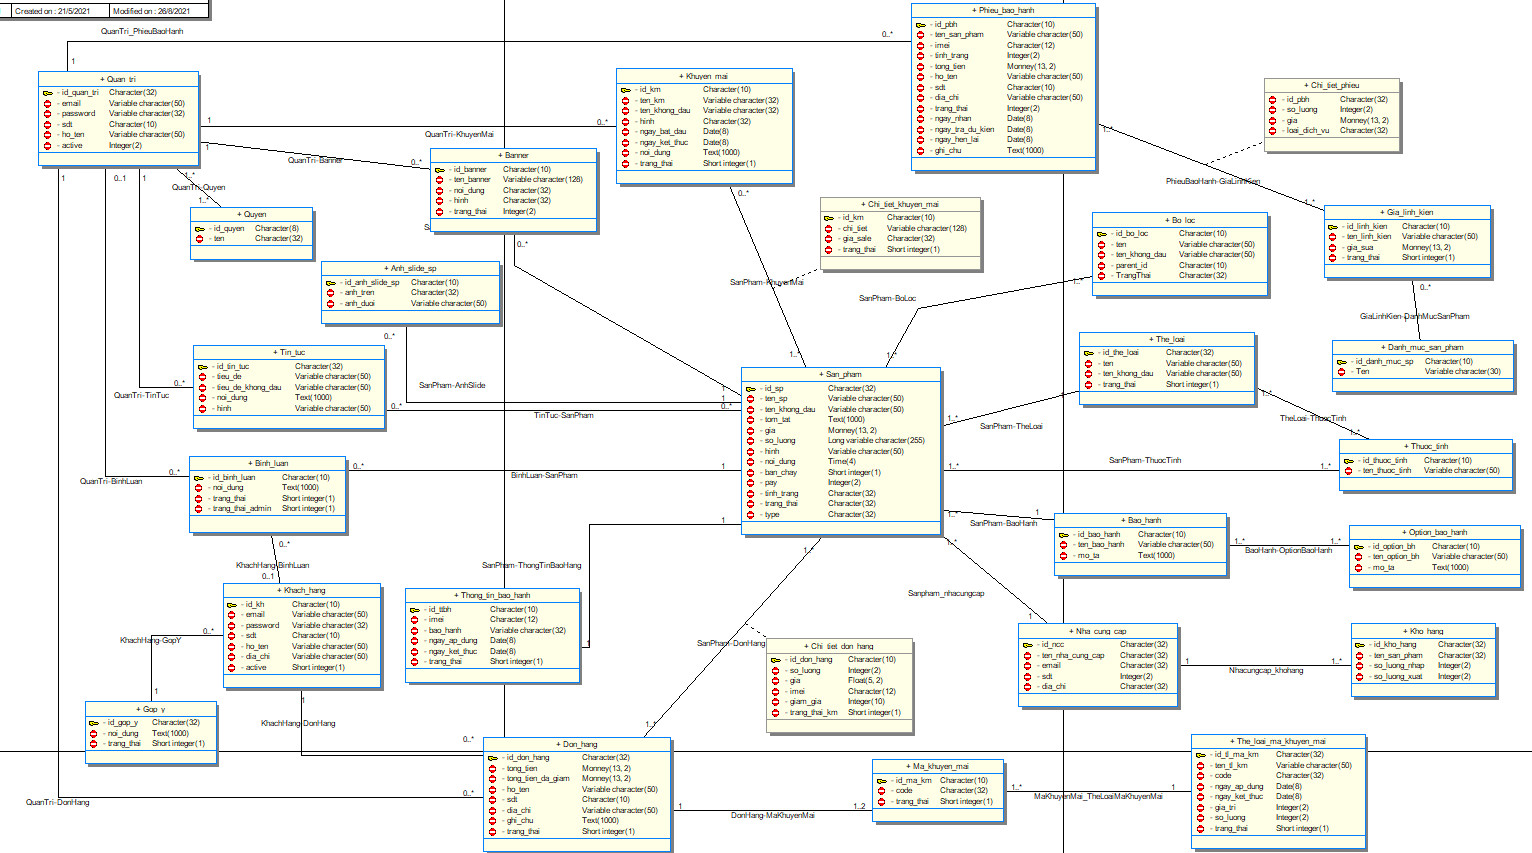 Created on : 21/5/2021 Modified on : 26/8/2021
QuanTri_PhieuBaoHanh
1
0..*
+ Phieu_bao_hanh
- id_pbh Character(10)
- ten_san_pham Variable character(50)
- imei Character(12)
- tinh_trang Integer(2)
- tong_tien Monney(13, 2)
- ho_ten Variable character(50)
- sdt Character(10)
- dia_chi Variable character(50)
- trang_thai Integer(2)
- ngay_nhan Date(8)
- ngay_tra_du_kien Date(8)
- ngay_hen_lai Date(8)
- ghi_chu Text(1000)
+ Quan_tri
- id_quan_tri Character(32)
- email Variable character(50)
- password Variable character(32)
- sdt Character(10)
- ho_ten Variable character(50)
- active Integer(2)
+ Khuyen_mai
- id_km Character(10)
- ten_km Variable character(32)
- ten_khong_dau Variable character(32)
- hinh Character(32)
- ngay_bat_dau Date(8)
- ngay_ket_thuc Date(8)
- noi_dung Text(1000)
- trang_thai Short integer(1)
+ Chi_tiet_phieu
- id_pbh Character(32)
- so_luong Integer(2)
- gia Monney(13, 2)
- loai_dich_vu Character(32)
1
0..*
QuanTri-KhuyenMai
1
QuanTri-Banner
0..*
1..*
PhieuBaoHanh-GiaLinhKien
1..*
+ Banner
- id_banner Character(10)
- ten_banner Variable character(128)
- noi_dung Character(32)
- hinh Character(32)
- trang_thai Integer(2)
1
0..1
1
1..*
QuanTri-Quyen
1..*
+ Quyen
- id_quyen Character(8)
- ten Character(32)
0..*
0..*
+ Chi_tiet_khuyen_mai
- id_km Character(10)
- chi_tiet Variable character(128)
- gia_sale Character(32)
- trang_thai Short integer(1)
+ Bo_loc
- id_bo_loc Character(10)
- ten Variable character(50)
- ten_khong_dau Variable character(50)
- parent_id Character(10)
- TrangThai Character(32)
+ Gia_linh_kien
- id_linh_kien Character(10)
- ten_linh_kien Variable character(50)
- gia_sua Monney(13, 2)
- trang_thai Short integer(1)
+ Anh_slide_sp
- id_anh_slide_sp Character(10)
- anh_tren Character(32)
- anh_duoi Variable character(50)
SanPham-KhuyenMai
SanPham-BoLoc
1..*
0..*
GiaLinhKien-DanhMucSanPham
1
0..*
1..*
1..*
+ Tin_tuc
- id_tin_tuc Character(32)
- tieu_de Variable character(50)
- tieu_de_khong_dau Variable character(50)
- noi_dung Text(1000)
- hinh Variable character(50)
+ The_loai
- id_the_loai Character(32)
- ten Variable character(50)
- ten_khong_dau Variable character(50)
- trang_thai Short integer(1)
+ Danh_muc_san_pham
- id_danh_muc_sp Character(10)
- Ten Variable character(30)
0..*
QuanTri-TinTuc
SanPham-AnhSlide
1
1
0..*
0..*
TinTuc-SanPham
+ San_pham
- id_sp Character(32)
- ten_sp Variable character(50)
- ten_khong_dau Variable character(50)
- tom_tat Text(1000)
- gia Monney(13, 2)
- so_luong Long variable character(255)
- hinh Variable character(50)
- noi_dung Time(4)
- ban_chay Short integer(1)
- pay Integer(2)
- tinh_trang Character(32)
- trang_thai Character(32)
- type Character(32)
1
1..*
SanPham-TheLoai
1..*
TheLoai-ThuocTinh
1..*
+ Thuoc_tinh
- id_thuoc_tinh Character(10)
- ten_thuoc_tinh Variable character(50)
+ Binh_luan
- id_binh_luan Character(10)
- noi_dung Text(1000)
- trang_thai Short integer(1)
- trang_thai_admin Short integer(1)
0..*
QuanTri-BinhLuan
0..*
BinhLuan-SanPham
1
1..*
SanPham-ThuocTinh
1..*
1
SanPham-ThongTinBaoHang
1
1..*
SanPham-BaoHanh
1
+ Bao_hanh
- id_bao_hanh Character(10)
- ten_bao_hanh Variable character(50)
- mo_ta Text(1000)
1..*
BaoHanh-OptionBaoHanh
1..*
+ Option_bao_hanh
- id_option_bh Character(10)
- ten_option_bh Variable character(50)
- mo_ta Text(1000)
0..*
KhachHang_BinhLuan
0..1
+ Khach_hang
- id_kh Character(10)
- email Variable character(50)
- password Variable character(32)
- sdt Character(10)
- ho_ten Variable character(50)
- dia_chi Variable character(50)
- active Short integer(1)
+ Thong_tin_bao_hanh
- id_ttbh Character(10)
- imei Character(12)
- bao_hanh Variable character(32)
- ngay_ap_dung Date(8)
- ngay_ket_thuc Date(8)
- trang_thai Short integer(1)
1..*
SanPham-DonHang
1..*
1..*
Sanpham_nhacungcap
1
+ Nha_cung_cap
- id_ncc Character(32)
- ten_nha_cung_cap Character(32)
- email Character(32)
- sdt Integer(2)
- dia_chi Character(32)
1
Nhacungcap_khohang
1..*
+ Kho_hang
- id_kho_hang Character(32)
- ten_san_pham Character(32)
- so_luong_nhap Integer(2)
- so_luong_xuat Integer(2)
+ Chi_tiet_don_hang
- id_don_hang Character(10)
- so_luong Integer(2)
- gia Float(5, 2)
- imei Character(12)
- giam_gia Integer(10)
- trang_thai_km Short integer(1)
0..*
KhachHang-GopY
1
+ Gop_y
- id_gop_y Character(32)
- noi_dung Text(1000)
- trang_thai Short integer(1)
1
KhachHang-DonHang
0..*
QuanTri-DonHang
0..*
+ Don_hang
- id_don_hang Character(32)
- tong_tien Monney(13, 2)
- tong_tien_da_giam Monney(13, 2)
- ho_ten Variable character(50)
- sdt Character(10)
- dia_chi Variable character(50)
- ghi_chu Text(1000)
- trang_thai Short integer(1)
1
DonHang-MaKhuyenMai
1..2
+ Ma_khuyen_mai
- id_ma_km Character(10)
- code Character(32)
- trang_thai Short integer(1)
1..*
MaKhuyenMai_TheLoaiMaKhuyenMai
1
+ The_loai_ma_khuyen_mai
- id_tl_ma_km Character(32)
- ten_tl_km Variable character(50)
- code Character(32)
- ngay_ap_dung Date(8)
- ngay_ket_thuc Date(8)
- gia_tri Integer(2)
- so_luong Integer(2)
- trang_thai Short integer(1)